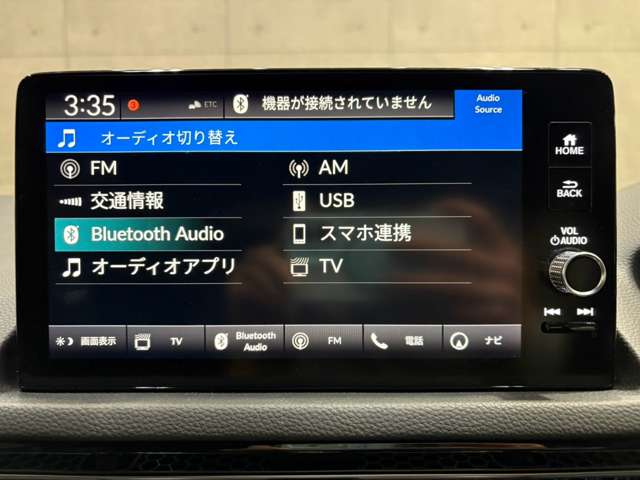 3:35 3 ETC 機器が接続されていません Audio Source
オーディオ切り替え
FM AM
交通情報 USB
Bluetooth Audio スマホ連携
オーディオアプリ TV
画面表示 TV Bluetooth Audio FM 電話 ナビ
HOME
BACK
VOL
AUDIO